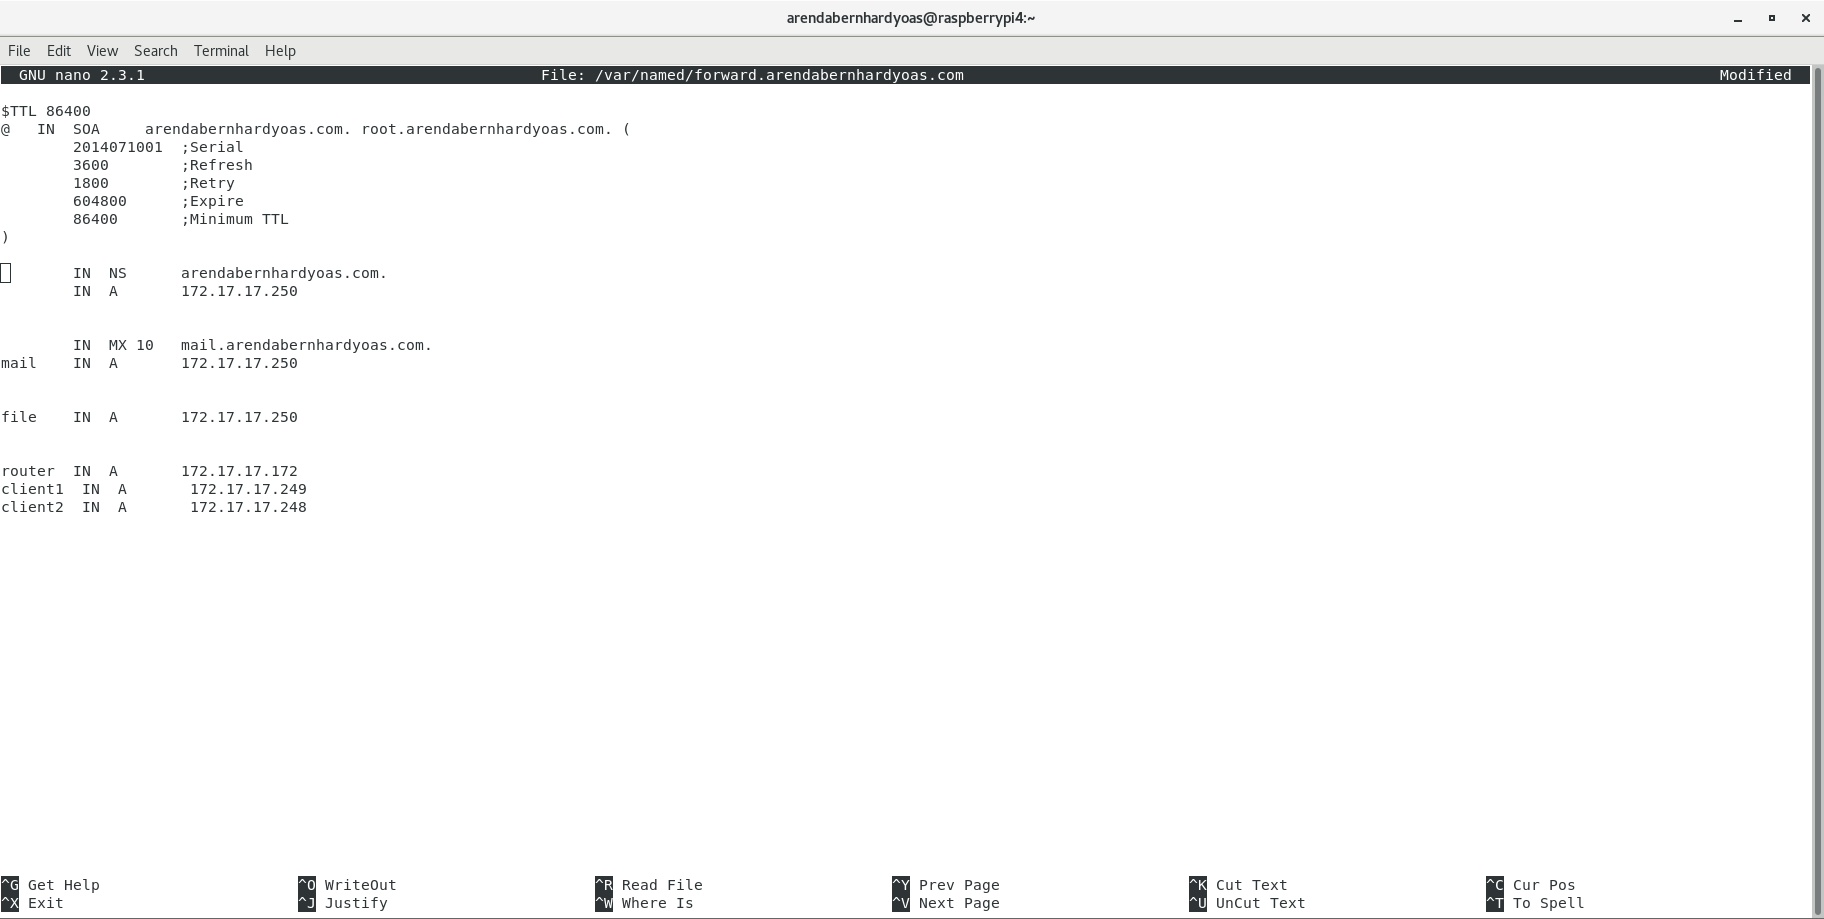 arendabernhardyoas@raspberrypi4:~
File Edit View Search Terminal Help
GNU nano 2.3.1 File: /var/named/forward.arendabernhardyoas.com Modified
$TTL 86400
@ IN SOA arendabernhardyoas.com. root.arendabernhardyoas.com. (
2014071001 ;Serial
3600 ;Refresh
1800 ;Retry
604800 ;Expire
86400 ;Minimum TTL
)
IN NS arendabernhardyoas.com.
IN A 172.17.17.250
IN MX 10 mail.arendabernhardyoas.com.
mail IN A 172.17.17.250
file IN A 172.17.17.250
router IN A 172.17.17.172
client1 IN A 172.17.17.249
client2 IN A 172.17.17.248
^G Get Help ^O WriteOut ^R Read File ^Y Prev Page ^K Cut Text ^C Cur Pos
^X Exit ^J Justify ^W Where Is ^V Next Page ^U UnCut Text ^T To Spell